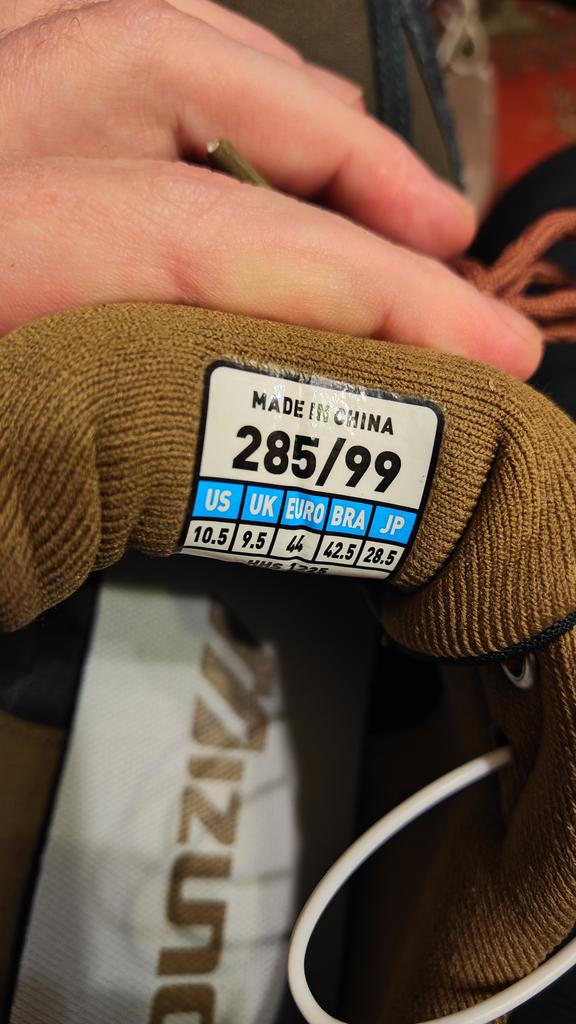 MADE IN CHINA
285/99
US UK EURO BRA JP
10.5 9.5 44 42.5 28.5
MIZUNO